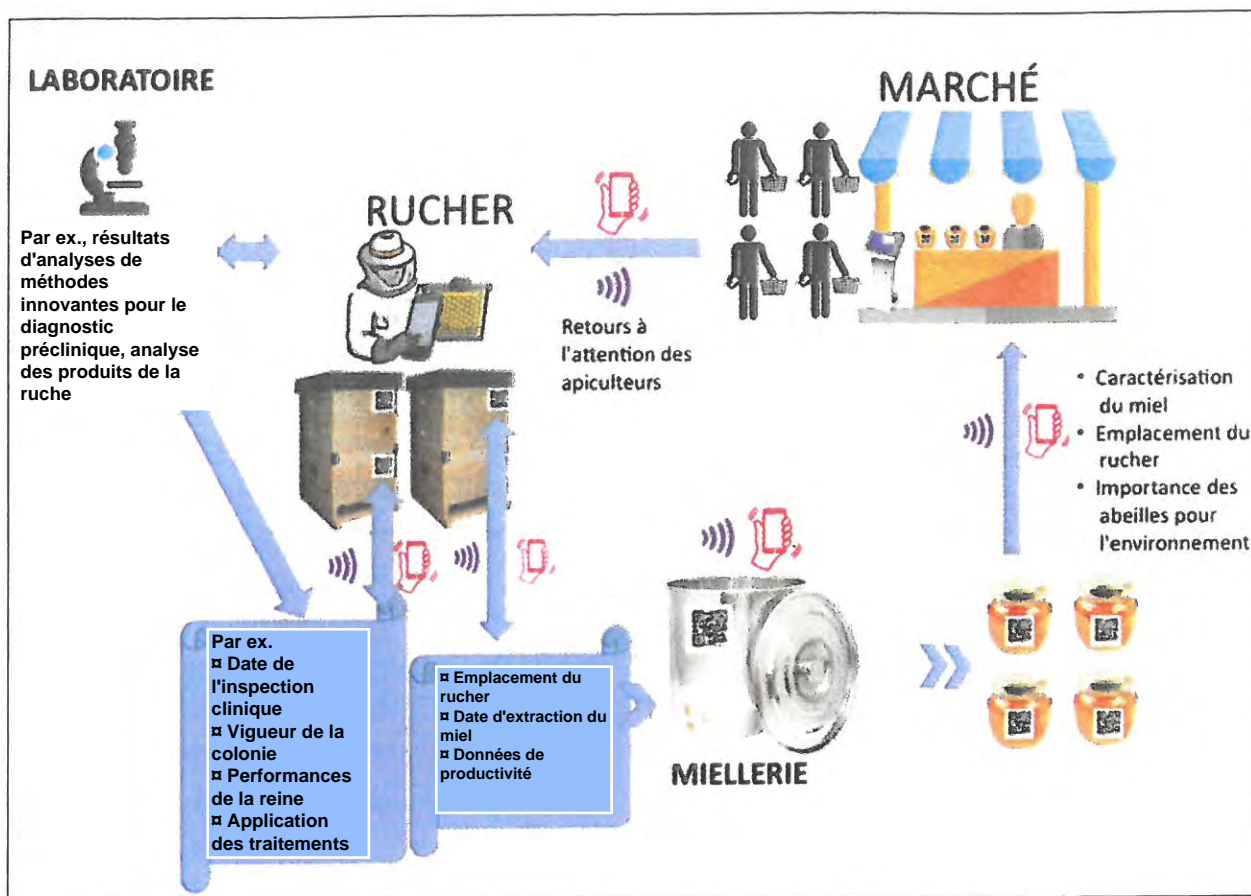 LABORATOIRE
Par ex., résultats
d'analyses de
méthodes
innovantes pour le
diagnostic
préclinique, analyse
des produits de la
ruche
RUCHER
MARCHÉ
Retours à
l'attention des
apiculteurs
• Caractérisation
du miel
• Emplacement du
rucher
• Importance des
abeilles pour
l'environnement
Par ex.
¤ Date de
l'inspection
clinique
¤ Vigueur de la
colonie
¤ Performances
de la reine
¤ Application
des traitements
¤ Emplacement du
rucher
¤ Date d'extraction du
miel
¤ Données de
productivité
MIELLERIE